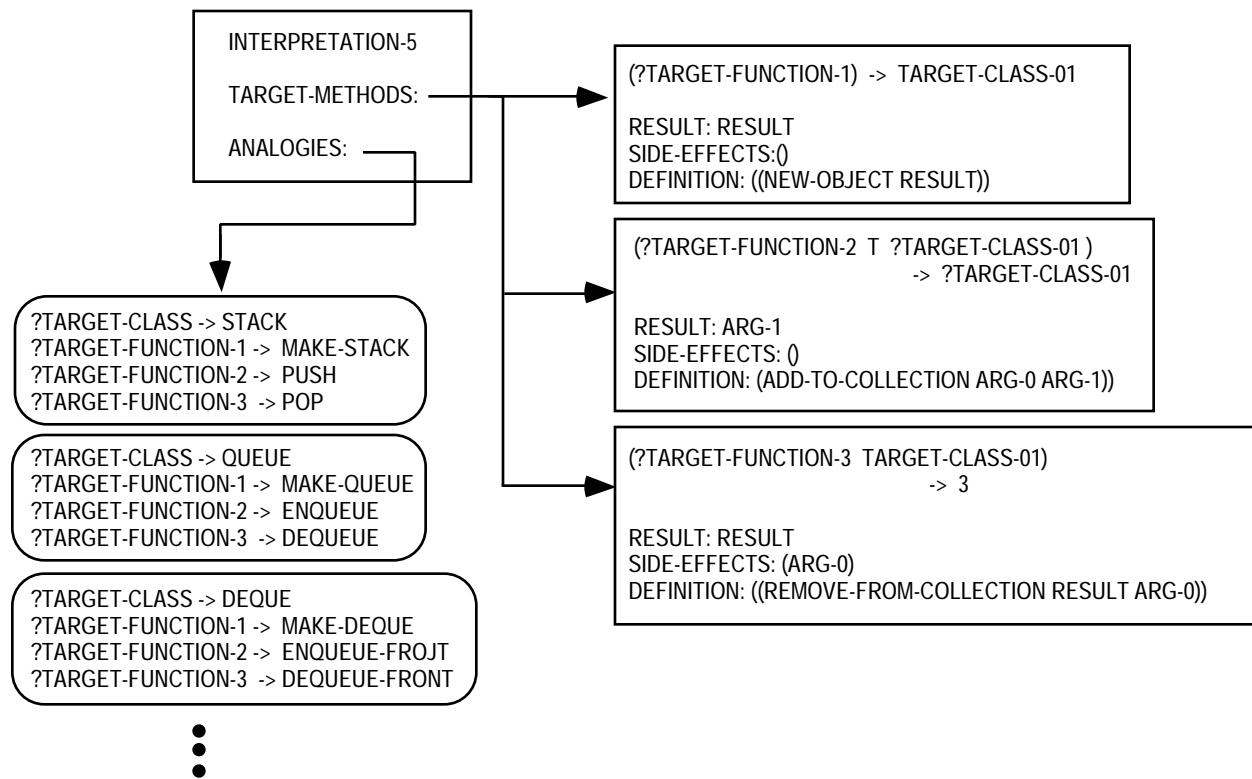 INTERPRETATION-5
TARGET-METHODS:
ANALOGIES:
(?TARGET-FUNCTION-1) -> TARGET-CLASS-01
RESULT: RESULT
SIDE-EFFECTS:()
DEFINITION: ((NEW-OBJECT RESULT))
(?TARGET-FUNCTION-2 T ?TARGET-CLASS-01 )
-> ?TARGET-CLASS-01
RESULT: ARG-1
SIDE-EFFECTS: ()
DEFINITION: (ADD-TO-COLLECTION ARG-0 ARG-1))
(?TARGET-FUNCTION-3 TARGET-CLASS-01)
-> 3
RESULT: RESULT
SIDE-EFFECTS: (ARG-0)
DEFINITION: ((REMOVE-FROM-COLLECTION RESULT ARG-0))
?TARGET-CLASS -> STACK
?TARGET-FUNCTION-1 -> MAKE-STACK
?TARGET-FUNCTION-2 -> PUSH
?TARGET-FUNCTION-3 -> POP
?TARGET-CLASS -> QUEUE
?TARGET-FUNCTION-1 -> MAKE-QUEUE
?TARGET-FUNCTION-2 -> ENQUEUE
?TARGET-FUNCTION-3 -> DEQUEUE
?TARGET-CLASS -> DEQUE
?TARGET-FUNCTION-1 -> MAKE-DEQUE
?TARGET-FUNCTION-2 -> ENQUEUE-FROJT
?TARGET-FUNCTION-3 -> DEQUEUE-FRONT